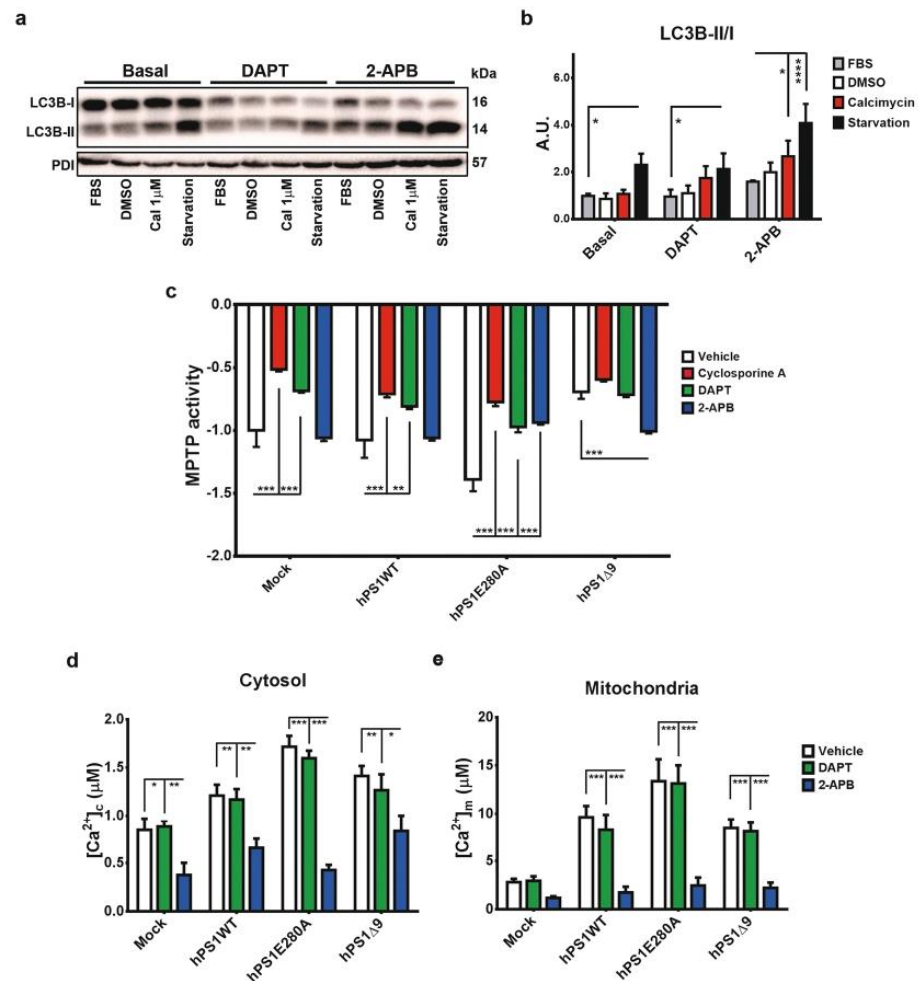 a
Basal DAPT 2-APB kDa
LC3B-I 16
LC3B-II 14
PDI 57
FBS DMSO Cal 1µM Starvation FBS DMSO Cal 1µM Starvation FBS DMSO Cal 1µM Starvation
b
LC3B-II/I
A.U.
6.0
4.0
2.0
0.0
* * * ****
Basal DAPT 2-APB
FBS
DMSO
Calcimycin
Starvation
c
MPTP activity
0.0
-0.5
-1.0
-1.5
-2.0
*** *** *** ** *** *** *** ***
Mock hPS1WT hPS1E280A hPS1Δ9
Vehicle
Cyclosporine A
DAPT
2-APB
d
Cytosol
[Ca²⁺]c (µM)
2.0
1.5
1.0
0.5
0.0
* ** ** ** *** *** ** *
Mock hPS1WT hPS1E280A hPS1Δ9
e
Mitochondria
[Ca²⁺]m (µM)
20
15
10
5
0
*** *** *** *** *** ***
Mock hPS1WT hPS1E280A hPS1Δ9
Vehicle
DAPT
2-APB